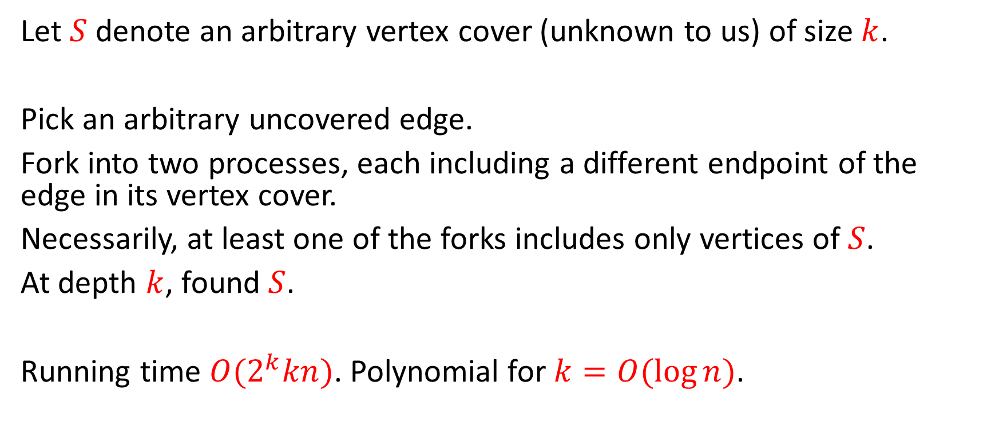 Let S denote an arbitrary vertex cover (unknown to us) of size k.
Pick an arbitrary uncovered edge.
Fork into two processes, each including a different endpoint of the
edge in its vertex cover.
Necessarily, at least one of the forks includes only vertices of S.
At depth k, found S.
Running time O(2^k kn). Polynomial for k = O(log n).